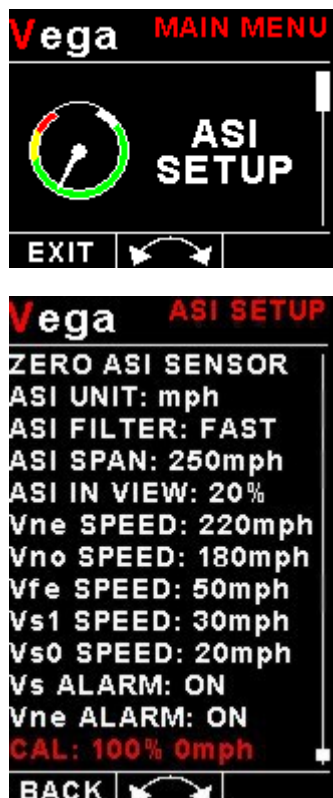 Vega MAIN MENU
ASI
SETUP
EXIT
Vega ASI SETUP
ZERO ASI SENSOR
ASI UNIT: mph
ASI FILTER: FAST
ASI SPAN: 250mph
ASI IN VIEW: 20%
Vne SPEED: 220mph
Vno SPEED: 180mph
Vfe SPEED: 50mph
Vs1 SPEED: 30mph
Vs0 SPEED: 20mph
Vs ALARM: ON
Vne ALARM: ON
CAL: 100% 0mph
BACK